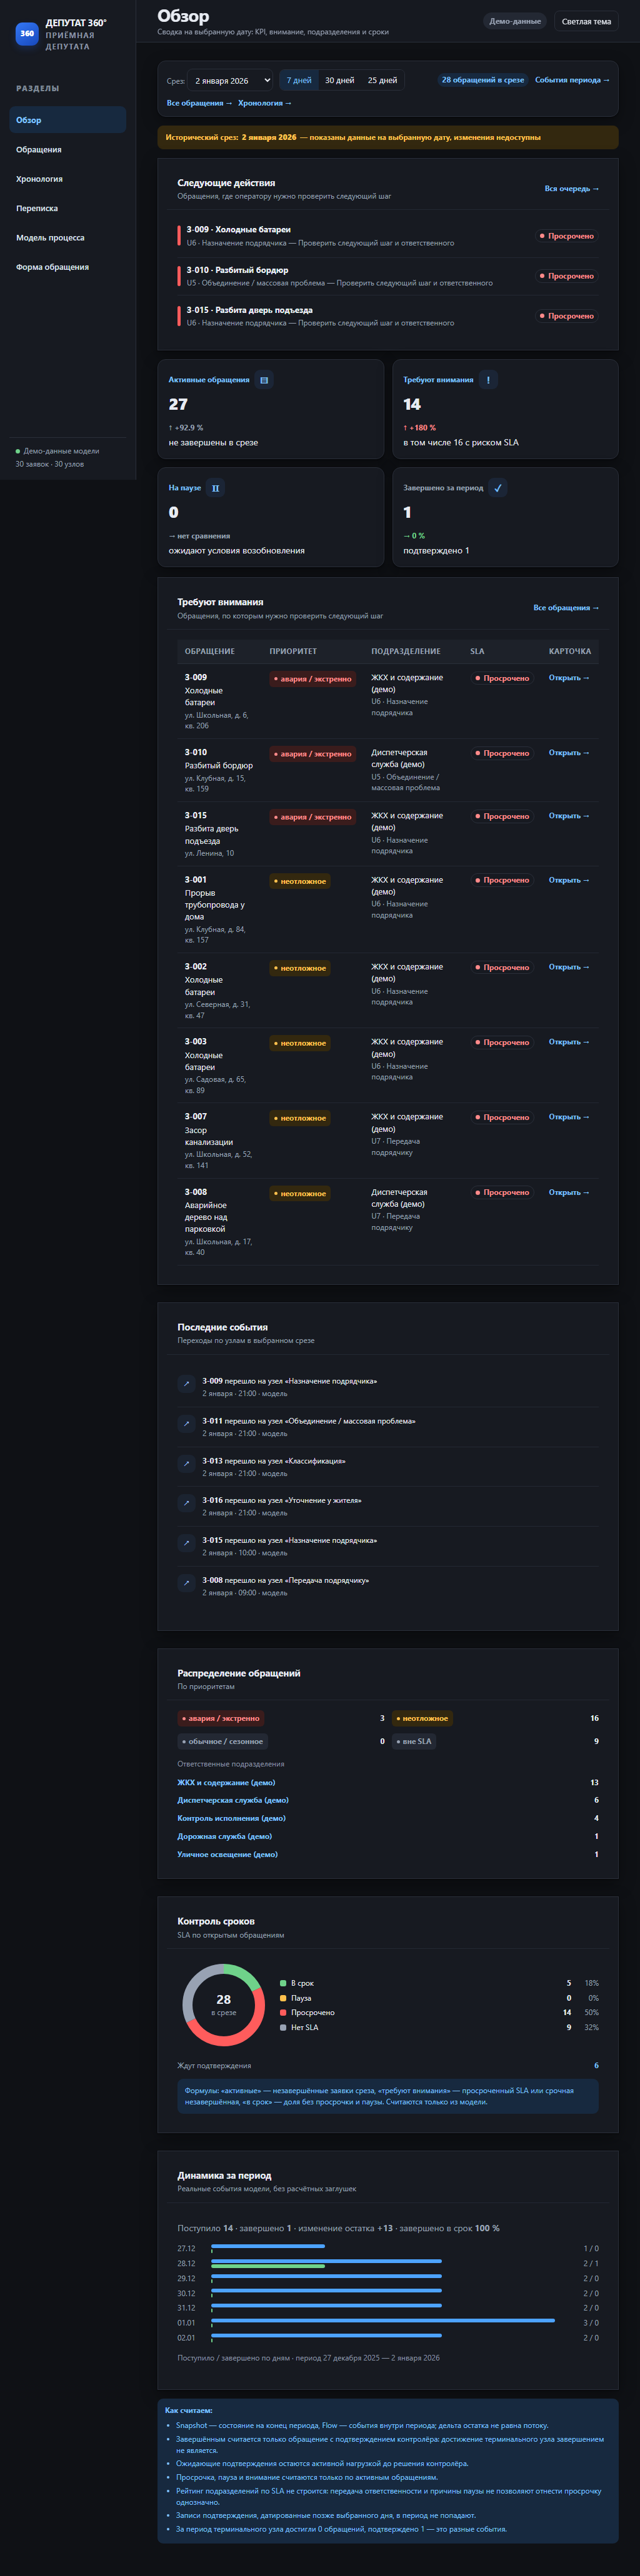 360
ДЕПУТАТ 360°
ПРИЁМНАЯ
ДЕПУТАТА
РАЗДЕЛЫ
Обзор
Обращения
Хронология
Переписка
Модель процесса
Форма обращения
Демо-данные модели
30 заявок · 30 узлов
Обзор
Сводка на выбранную дату: KPI, внимание, подразделения и сроки
Демо-данные
Светлая тема
Срез: 2 января 2026 7 дней 30 дней 25 дней 28 обращений в срезе События периода →
Все обращения → Хронология →
Исторический срез: 2 января 2026 — показаны данные на выбранную дату, изменения недоступны
Следующие действия
Обращения, где оператору нужно проверить следующий шаг
Вся очередь →
З-009 · Холодные батареи
U6 · Назначение подрядчика — Проверить следующий шаг и ответственного
Просрочено
З-010 · Разбитый бордюр
U5 · Объединение / массовая проблема — Проверить следующий шаг и ответственного
Просрочено
З-015 · Разбита дверь подъезда
U6 · Назначение подрядчика — Проверить следующий шаг и ответственного
Просрочено
Активные обращения
27
↑ +92.9 %
не завершены в срезе
Требуют внимания !
14
↑ +180 %
в том числе 16 с риском SLA
На паузе
0
→ нет сравнения
ожидают условия возобновления
Завершено за период ✓
1
→ 0 %
подтверждено 1
Требуют внимания
Обращения, по которым нужно проверить следующий шаг
Все обращения →
ОБРАЩЕНИЕ ПРИОРИТЕТ ПОДРАЗДЕЛЕНИЕ SLA КАРТОЧКА
З-009
Холодные
батареи
ул. Школьная, д. 6,
кв. 206
авария / экстренно
ЖКХ и содержание
(демо)
U6 · Назначение
подрядчика
Просрочено
Открыть →
З-010
Разбитый бордюр
ул. Клубная, д. 15,
кв. 159
авария / экстренно
Диспетчерская
служба (демо)
U5 · Объединение /
массовая проблема
Просрочено
Открыть →
З-015
Разбита дверь
подъезда
ул. Ленина, 10
авария / экстренно
ЖКХ и содержание
(демо)
U6 · Назначение
подрядчика
Просрочено
Открыть →
З-001
Прорыв
трубопровода у
дома
ул. Клубная, д. 84,
кв. 157
неотложное
ЖКХ и содержание
(демо)
U6 · Назначение
подрядчика
Просрочено
Открыть →
З-002
Холодные
батареи
ул. Северная, д. 31,
кв. 47
неотложное
ЖКХ и содержание
(демо)
U6 · Назначение
подрядчика
Просрочено
Открыть →
З-003
Холодные
батареи
ул. Садовая, д. 65,
кв. 89
неотложное
ЖКХ и содержание
(демо)
U6 · Назначение
подрядчика
Просрочено
Открыть →
З-007
Засор
канализации
ул. Школьная, д. 52,
кв. 141
неотложное
ЖКХ и содержание
(демо)
U7 · Передача
подрядчику
Просрочено
Открыть →
З-008
Аварийное
дерево над
парковкой
ул. Школьная, д. 17,
кв. 40
неотложное
Диспетчерская
служба (демо)
U7 · Передача
подрядчику
Просрочено
Открыть →
Последние события
Переходы по узлам в выбранном срезе
З-009 перешло на узел «Назначение подрядчика»
2 января · 21:00 · модель
З-011 перешло на узел «Объединение / массовая проблема»
2 января · 21:00 · модель
З-013 перешло на узел «Классификация»
2 января · 21:00 · модель
З-016 перешло на узел «Уточнение у жителя»
2 января · 21:00 · модель
З-015 перешло на узел «Назначение подрядчика»
2 января · 10:00 · модель
З-008 перешло на узел «Передача подрядчику»
2 января · 09:00 · модель
Распределение обращений
По приоритетам
авария / экстренно 3 неотложное 16
обычное / сезонное 0 вне SLA 9
Ответственные подразделения
ЖКХ и содержание (демо) 13
Диспетчерская служба (демо) 6
Контроль исполнения (демо) 4
Дорожная служба (демо) 1
Уличное освещение (демо) 1
Контроль сроков
SLA по открытым обращениям
28
в срезе
В срок 5 18%
Пауза 0 0%
Просрочено 14 50%
Нет SLA 9 32%
Ждут подтверждения 6
Формулы: «активные» — незавершённые заявки среза, «требуют внимания» — просроченный SLA или срочная
незавершённая, «в срок» — доля без просрочки и паузы. Считаются только из модели.
Динамика за период
Реальные события модели, без расчётных заглушек
Поступило 14 · завершено 1 · изменение остатка +13 · завершено в срок 100 %
27.12 1 / 0
28.12 2 / 1
29.12 2 / 0
30.12 2 / 0
31.12 2 / 0
01.01 3 / 0
02.01 2 / 0
Поступило / завершено по дням · период 27 декабря 2025 — 2 января 2026
Как считаем:
Snapshot — состояние на конец периода, Flow — события внутри периода; дельта остатка не равна потоку.
Завершённым считается только обращение с подтверждением контролёра: достижение терминального узла завершением
не является.
Ожидающие подтверждения остаются активной нагрузкой до решения контролёра.
Просрочка, пауза и внимание считаются только по активным обращениям.
Рейтинг подразделений по SLA не строится: передача ответственности и причины паузы не позволяют отнести просрочку
однозначно.
Записи подтверждения, датированные позже выбранного дня, в период не попадают.
За период терминального узла достигли 0 обращений, подтверждено 1 — это разные события.